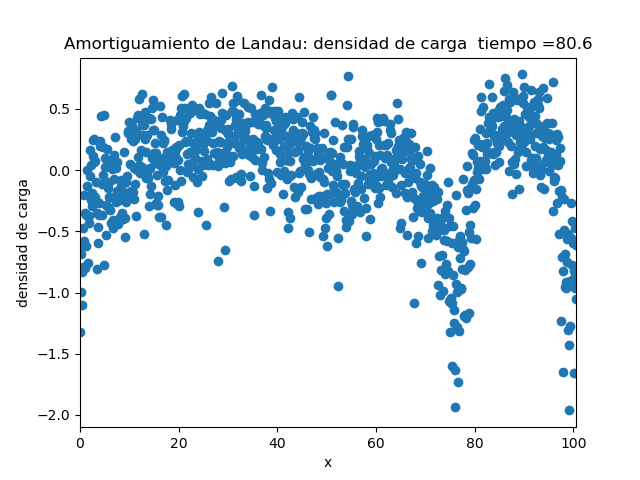 Amortiguamiento de Landau: densidad de carga  tiempo =80.6
densidad de carga
0.5
0.0
−0.5
−1.0
−1.5
−2.0
0 20 40 60 80 100
x